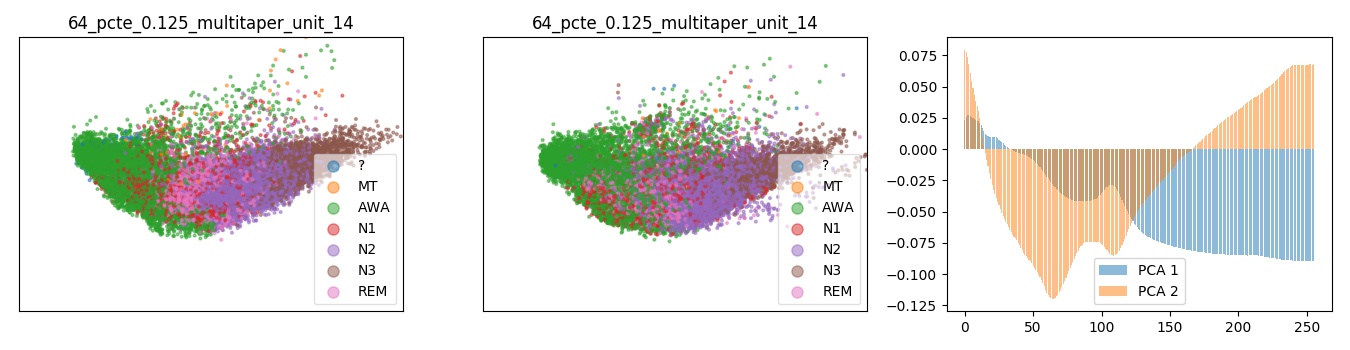 64_pcte_0.125_multitaper_unit_14
?
MT
AWA
N1
N2
N3
REM
64_pcte_0.125_multitaper_unit_14
?
MT
AWA
N1
N2
N3
REM
0.075
0.050
0.025
0.000
-0.025
-0.050
-0.075
-0.100
-0.125
PCA 1
PCA 2
0 50 100 150 200 250